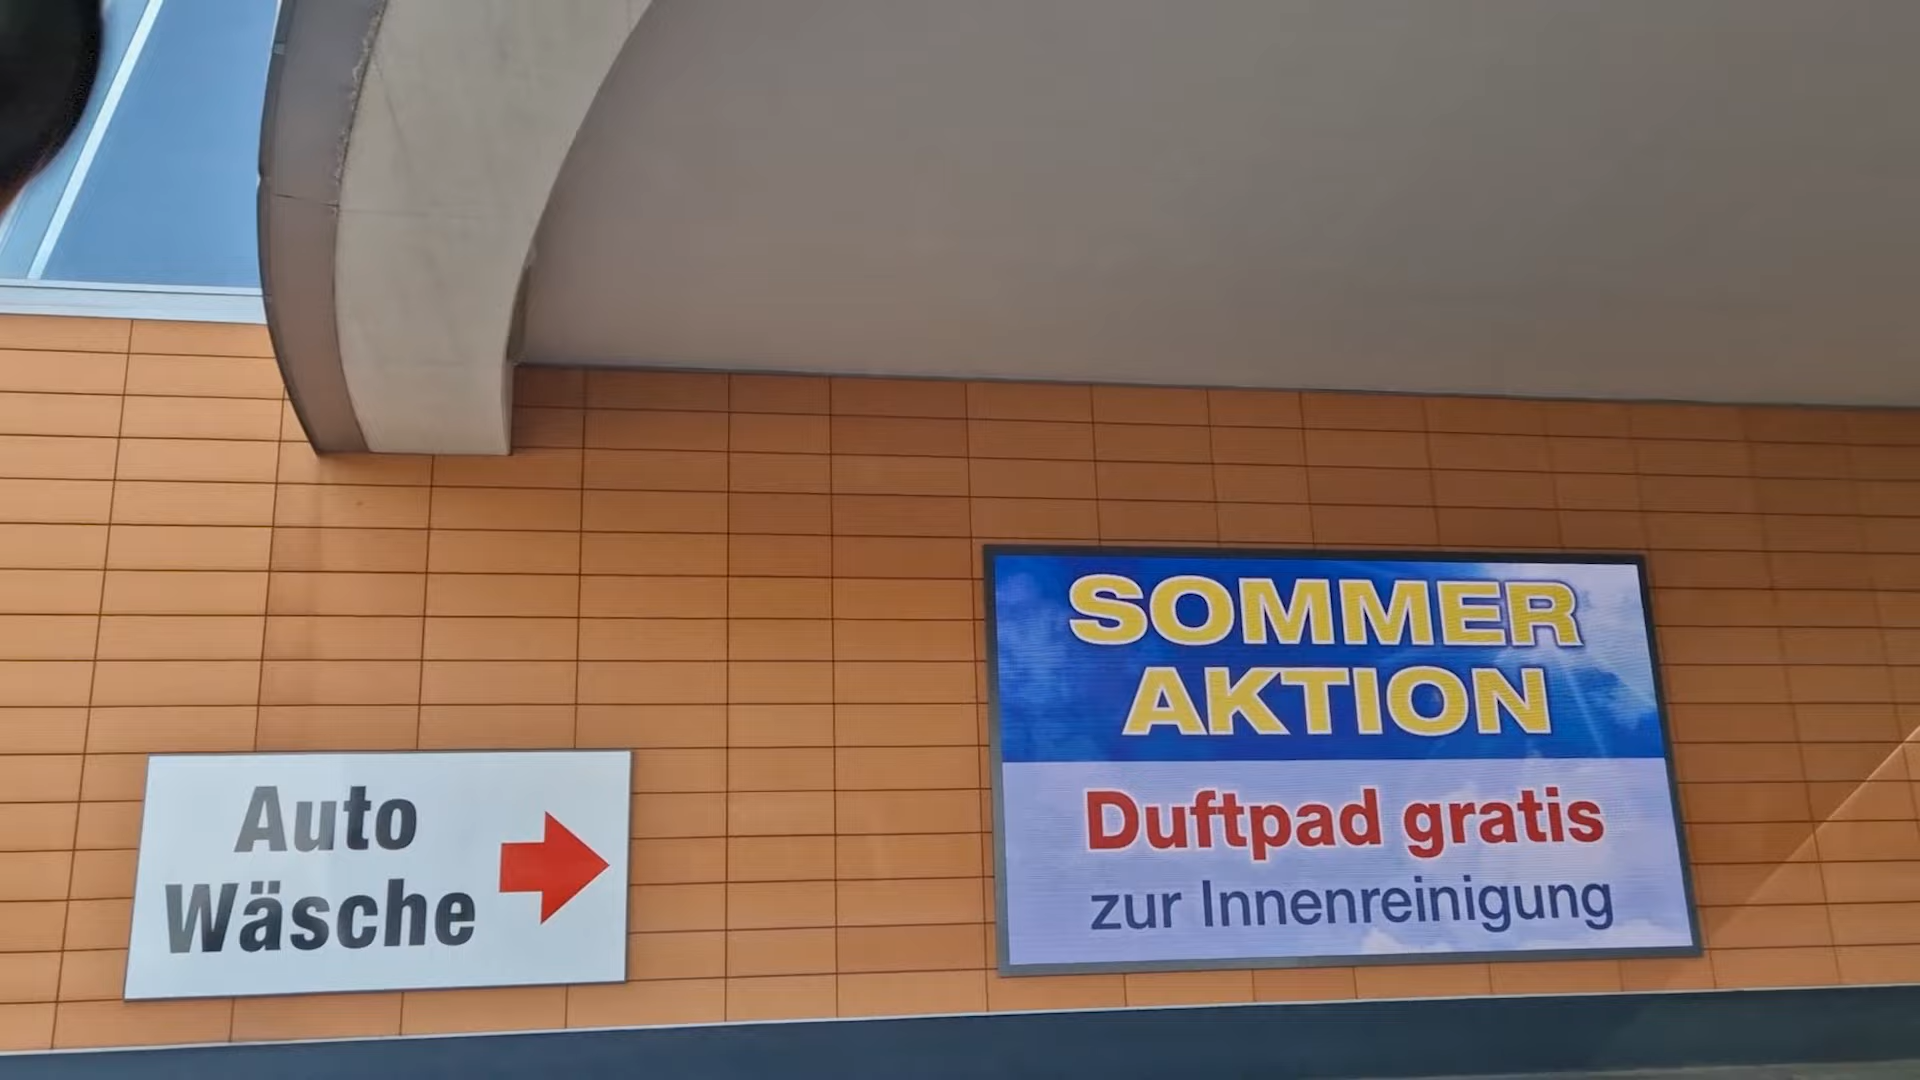 Auto
Wäsche
SOMMER
AKTION
Duftpad gratis
zur Innenreinigung